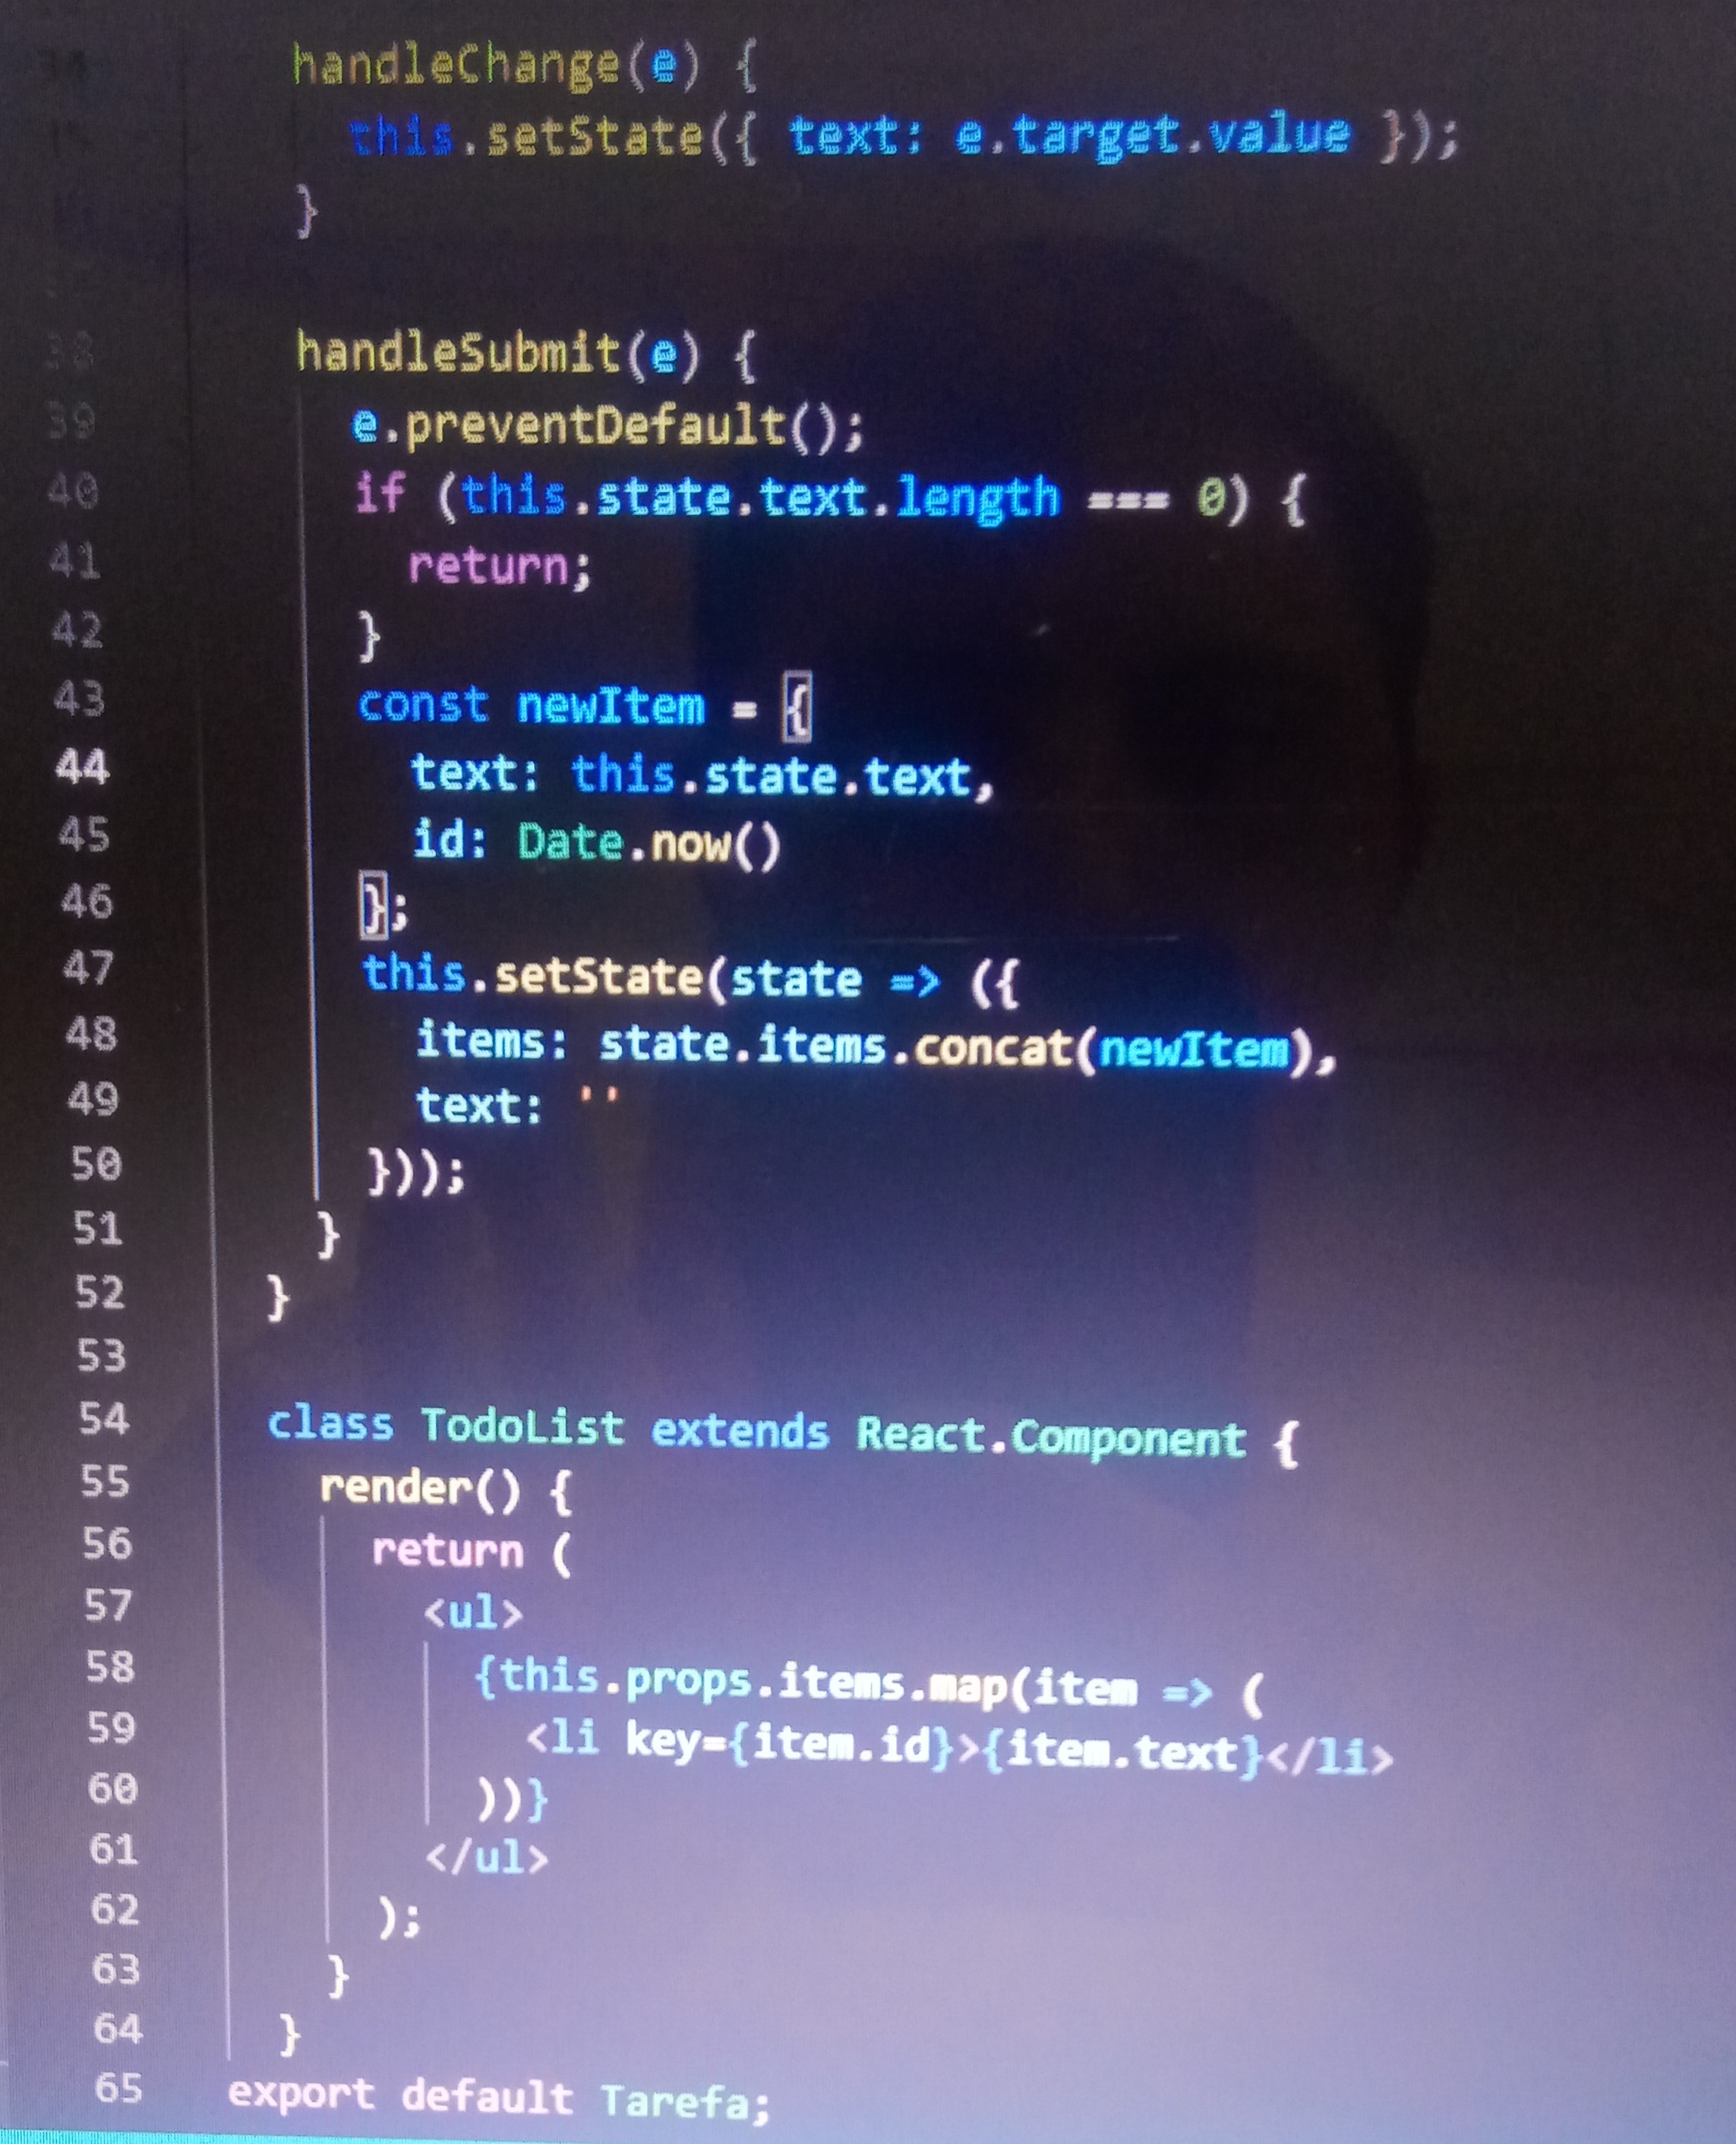 handleChange(e) {
this.setState({ text: e.target.value });
}
38 handleSubmit(e) {
39 e.preventDefault();
40 if (this.state.text.length === 0) {
41 return;
42 }
43 const newItem = {
44 text: this.state.text,
45 id: Date.now()
46 };
47 this.setState(state => ({
48 items: state.items.concat(newItem),
49 text: ''
50 }));
51 }
52 }
53
54 class TodoList extends React.Component {
55 render() {
56 return (
57 <ul>
58 {this.props.items.map(item => (
59 <li key={item.id}>{item.text}</li>
60 ))}
61 </ul>
62 );
63 }
64 }
65 export default Tarefa;